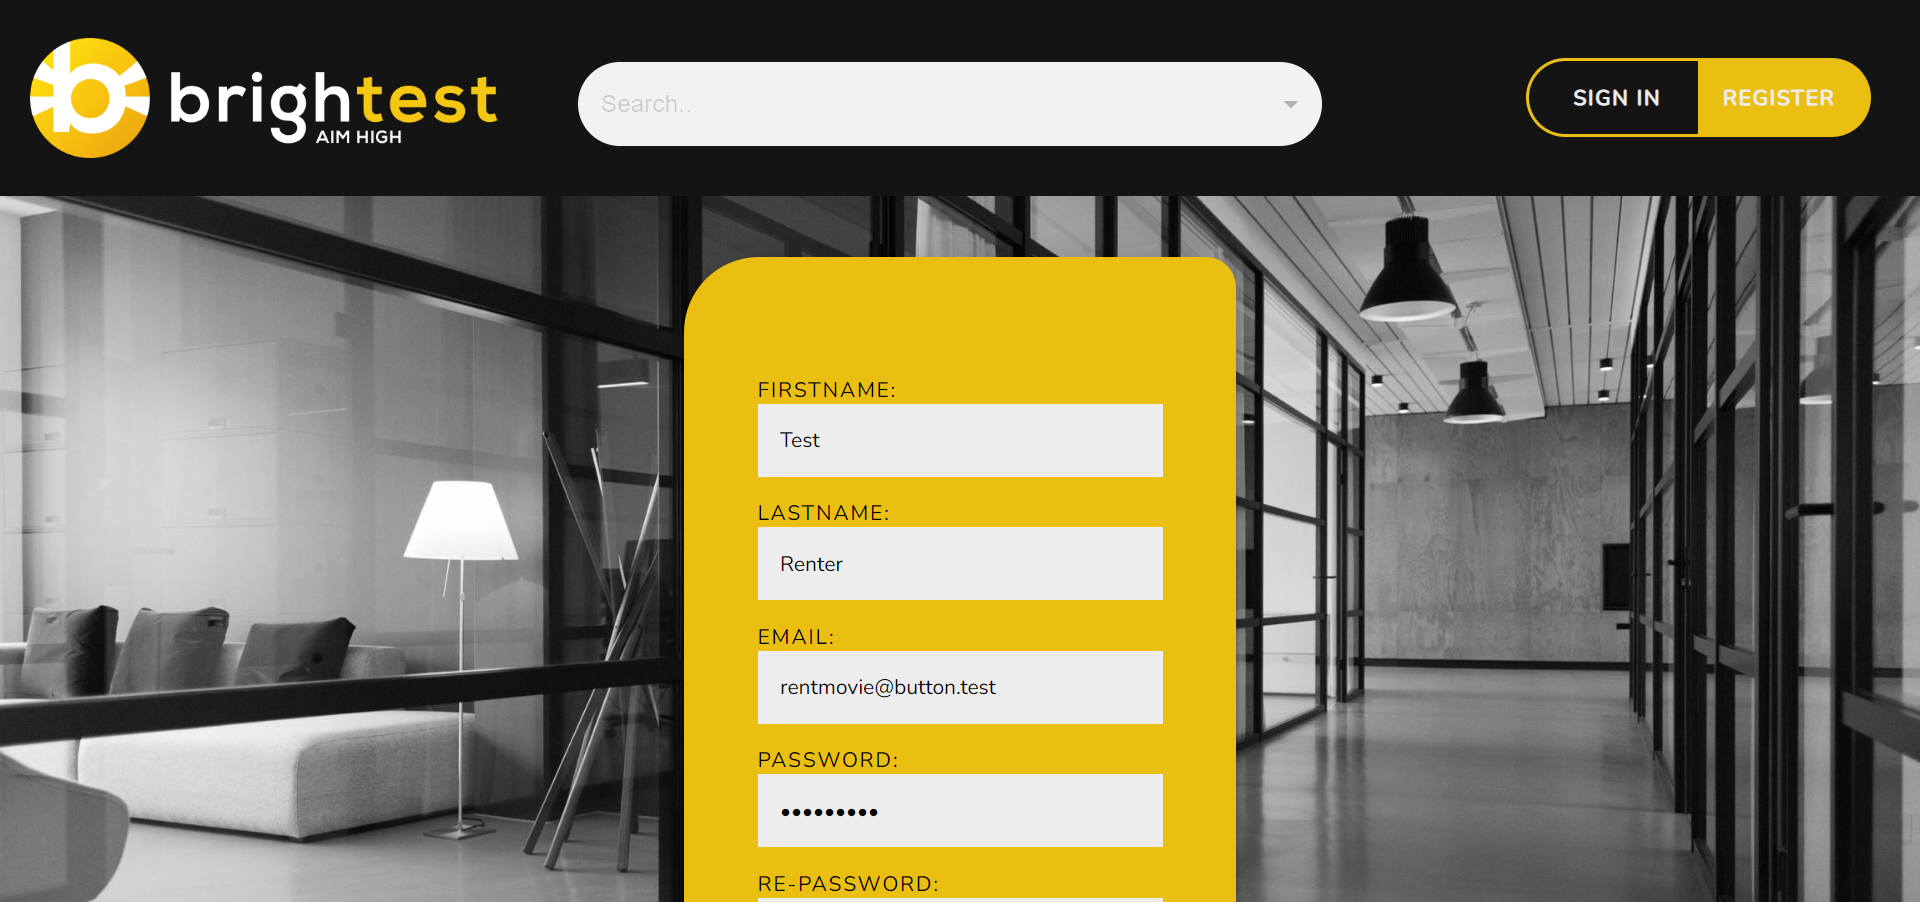 brightest
AIM HIGH
Search..
SIGN IN
REGISTER
FIRSTNAME:
Test
LASTNAME:
Renter
EMAIL:
rentmovie@button.test
PASSWORD:
•••••••••
RE-PASSWORD: